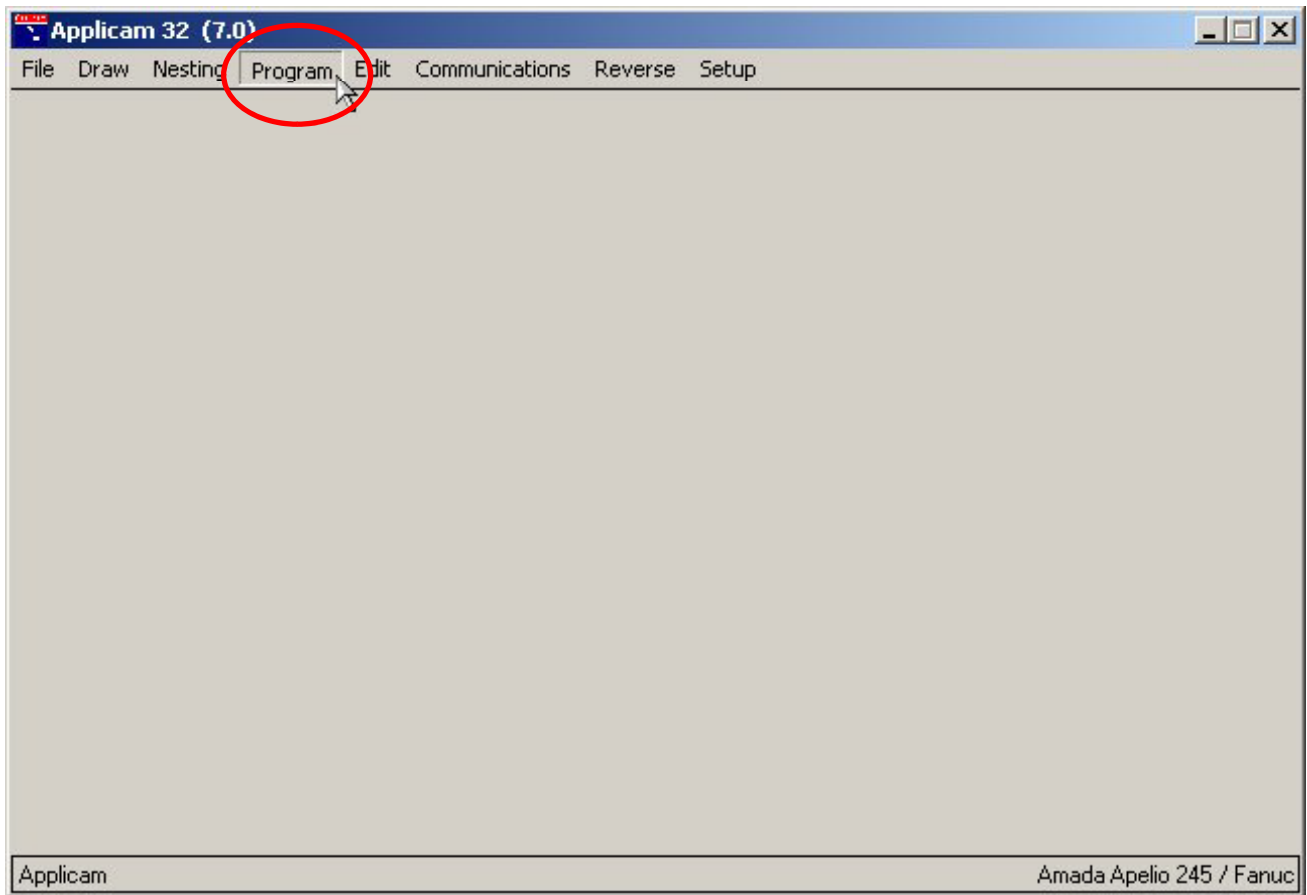 Applicam 32 (7.0)
File Draw Nesting Program Edit Communications Reverse Setup
Applicam Amada Apelio 245 / Fanuc